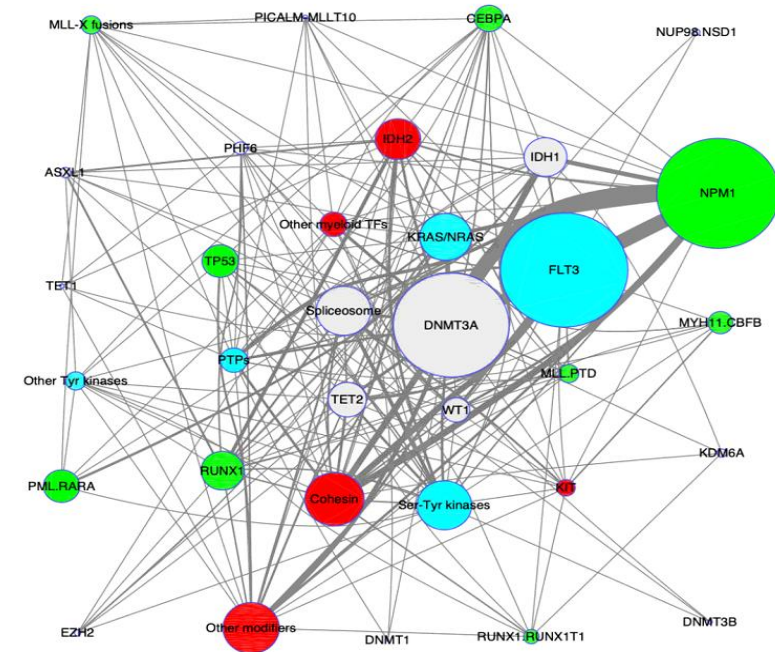 PICALM-MLLT10
MLL-X fusions
CEBPA
NUP98.NSD1
IDH2
PHF6
IDH1
ASXL1
NPM1
Other myeloid TFs
KRAS/NRAS
TP53
FLT3
TET1
Spliceosome
DNMT3A
MYH11.CBFB
PTPs
MLL.PTD
Other Tyr kinases
TET2
WT1
KDM6A
RUNX1
PML.RARA
KIT
Cohesin
Ser-Tyr kinases
DNMT3B
Other modifiers
EZH2
DNMT1
RUNX1.RUNX1T1